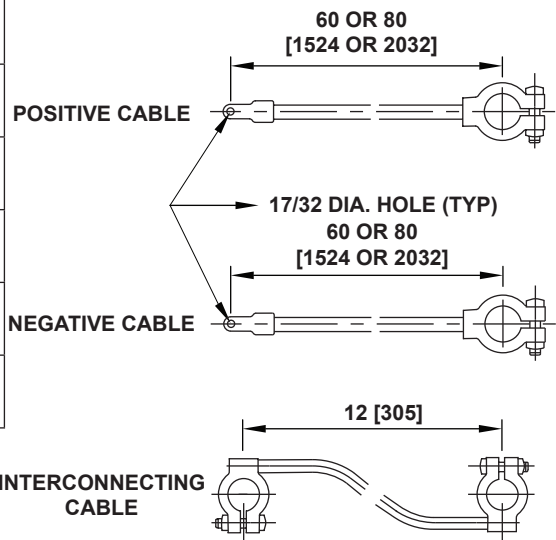 60 OR 80
[1524 OR 2032]
POSITIVE CABLE
17/32 DIA. HOLE (TYP)
60 OR 80
[1524 OR 2032]
NEGATIVE CABLE
12 [305]
INTERCONNECTING
CABLE